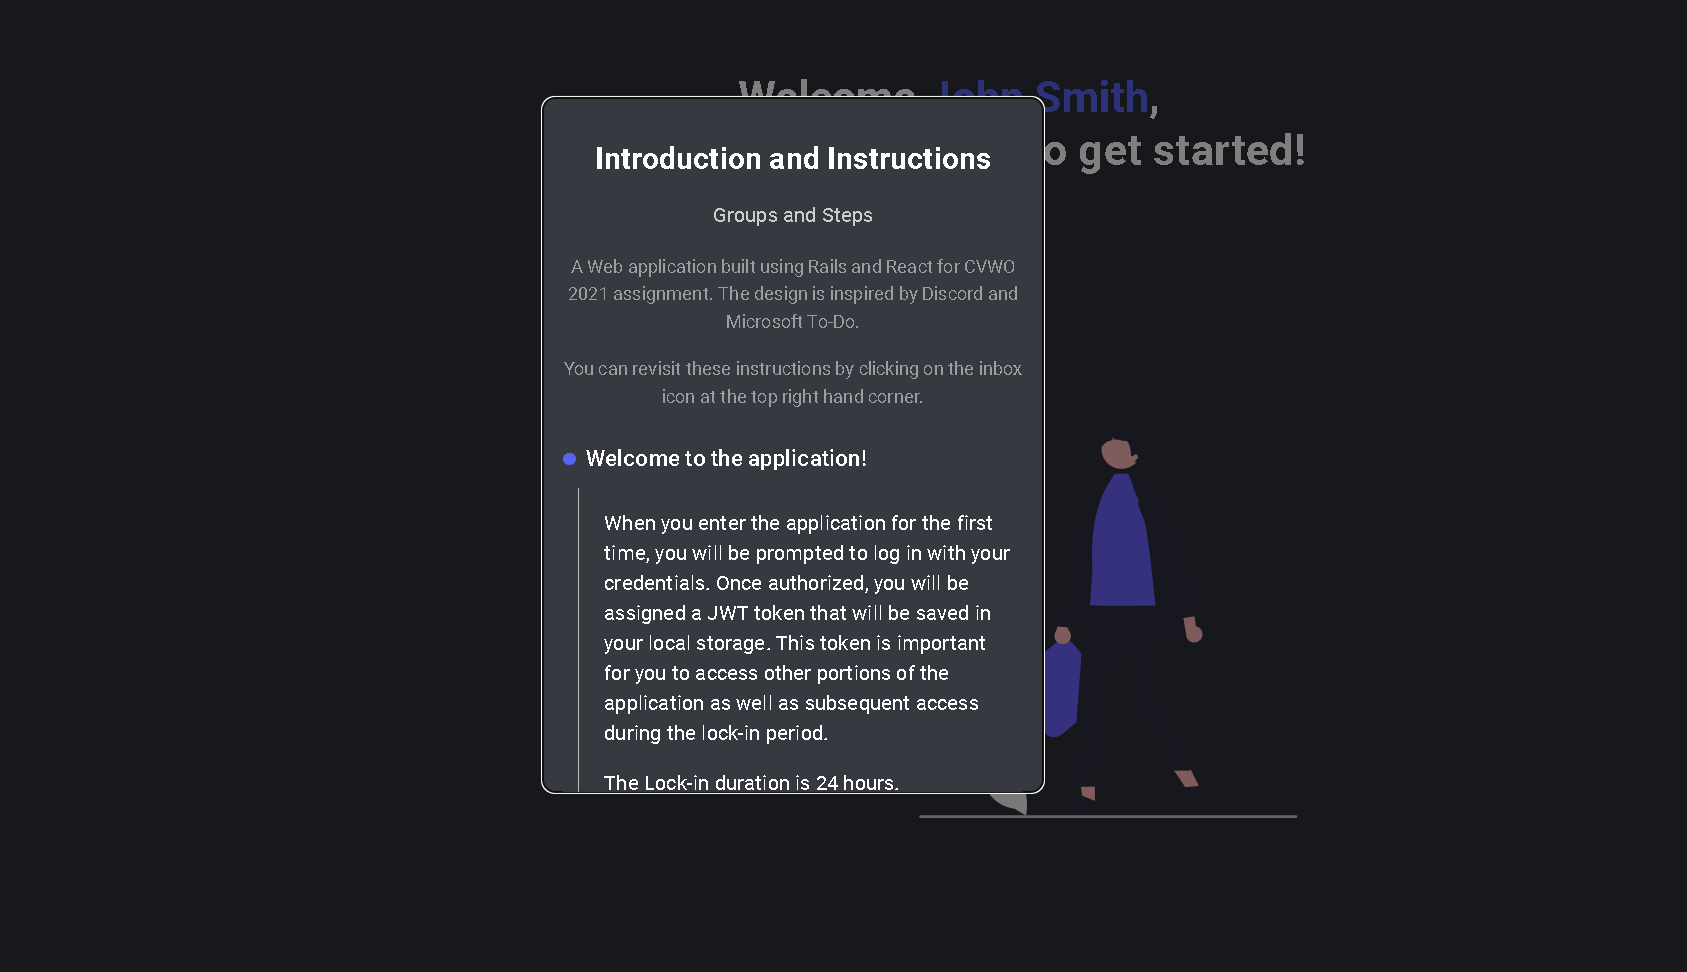 Welcome, John Smith,
o get started!
Introduction and Instructions
Groups and Steps
A Web application built using Rails and React for CVWO
2021 assignment. The design is inspired by Discord and
Microsoft To-Do.
You can revisit these instructions by clicking on the inbox
icon at the top right hand corner.
Welcome to the application!
When you enter the application for the first
time, you will be prompted to log in with your
credentials. Once authorized, you will be
assigned a JWT token that will be saved in
your local storage. This token is important
for you to access other portions of the
application as well as subsequent access
during the lock-in period.
The Lock-in duration is 24 hours.